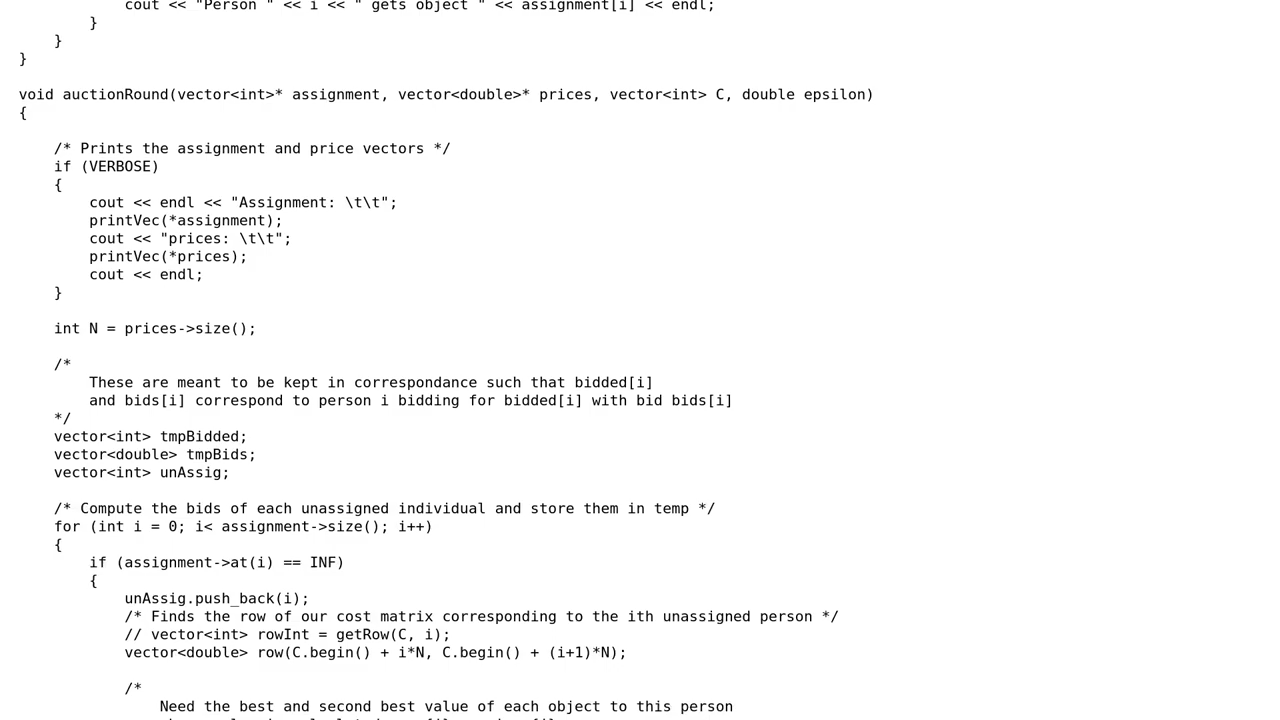 cout << "Person " << i << " gets object " << assignment[i] << endl;
        }
    }
}

void auctionRound(vector<int>* assignment, vector<double>* prices, vector<int> C, double epsilon)
{

    /* Prints the assignment and price vectors */
    if (VERBOSE)
    {
        cout << endl << "Assignment: \t\t";
        printVec(*assignment);
        cout << "prices: \t\t";
        printVec(*prices);
        cout << endl;
    }

    int N = prices->size();

    /*
        These are meant to be kept in correspondance such that bidded[i]
        and bids[i] correspond to person i bidding for bidded[i] with bid bids[i]
    */
    vector<int> tmpBidded;
    vector<double> tmpBids;
    vector<int> unAssig;

    /* Compute the bids of each unassigned individual and store them in temp */
    for (int i = 0; i< assignment->size(); i++)
    {
        if (assignment->at(i) == INF)
        {
            unAssig.push_back(i);
            /* Finds the row of our cost matrix corresponding to the ith unassigned person */
            // vector<int> rowInt = getRow(C, i);
            vector<double> row(C.begin() + i*N, C.begin() + (i+1)*N);

            /*
                Need the best and second best value of each object to this person